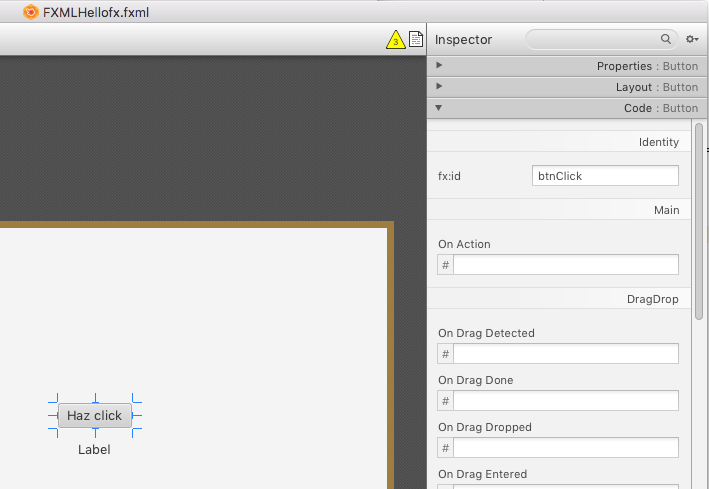 FXMLHellofx.fxml
3
Inspector
Properties : Button
Layout : Button
Code : Button
Identity
fx:id
btnClick
Main
On Action
#
DragDrop
On Drag Detected
#
On Drag Done
#
On Drag Dropped
#
On Drag Entered
#
Haz click
Label